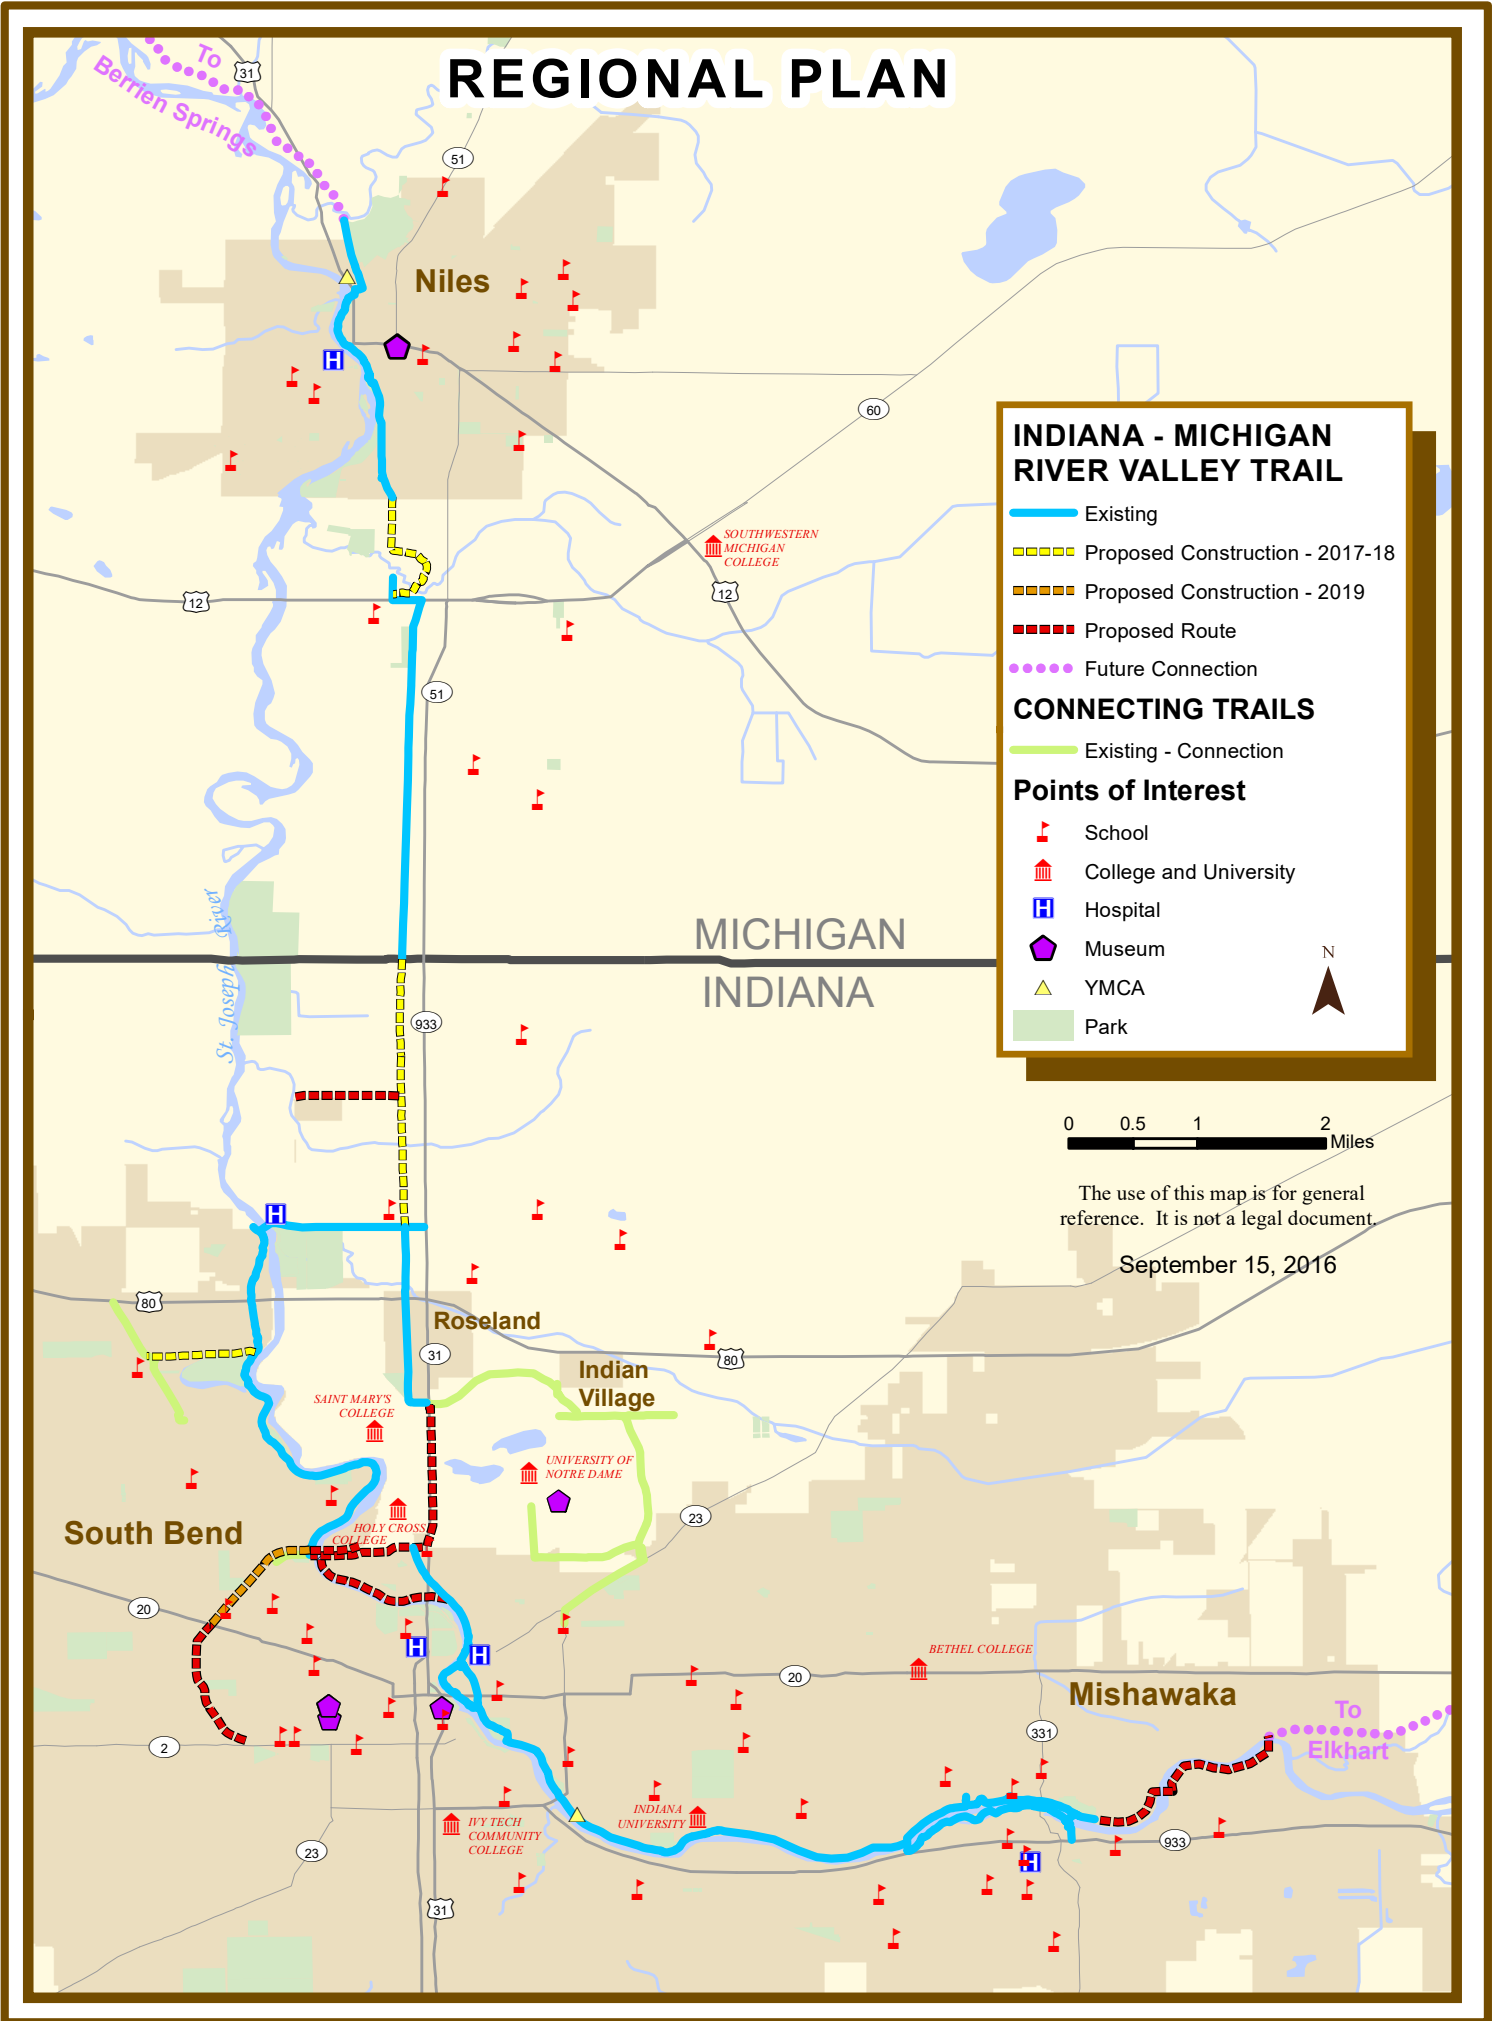 REGIONAL PLAN
To
Berrien Springs
31
51
Niles
60
INDIANA - MICHIGAN
RIVER VALLEY TRAIL
Existing
Proposed Construction - 2017-18
Proposed Construction - 2019
Proposed Route
Future Connection
CONNECTING TRAILS
Existing - Connection
Points of Interest
School
College and University
H
Hospital
Museum
YMCA
Park
N
H
SOUTHWESTERN
MICHIGAN
COLLEGE
12
12
51
St. Joseph River
MICHIGAN
INDIANA
933
0
0.5
1
2
Miles
The use of this map is for general
reference. It is not a legal document.
September 15, 2016
H
80
Roseland
31
80
Indian
Village
SAINT MARY'S
COLLEGE
UNIVERSITY OF
NOTRE DAME
23
South Bend
HOLY CROSS
COLLEGE
20
H
H
BETHEL COLLEGE
20
Mishawaka
To
Elkhart
331
2
INDIANA
UNIVERSITY
IVY TECH
COMMUNITY
COLLEGE
933
23
H
31